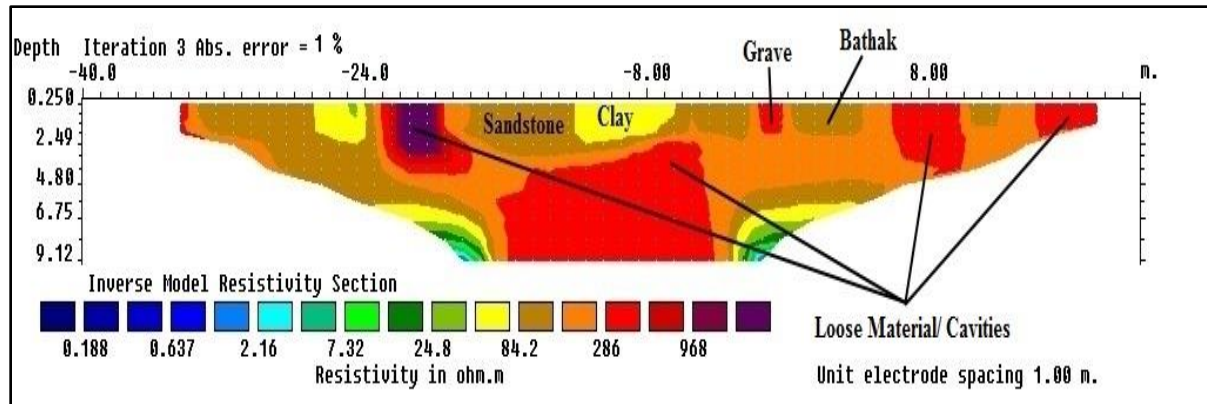 Depth Iteration 3 Abs. error = 1 %
-40.0 -24.0 -8.00 8.00 m.
Grave
Bathak
0.250
2.49
4.80
6.75
9.12
Sandstone
Clay
Loose Material/ Cavities
Inverse Model Resistivity Section
0.188 0.637 2.16 7.32 24.8 84.2 286 968
Resistivity in ohm.m
Unit electrode spacing 1.00 m.